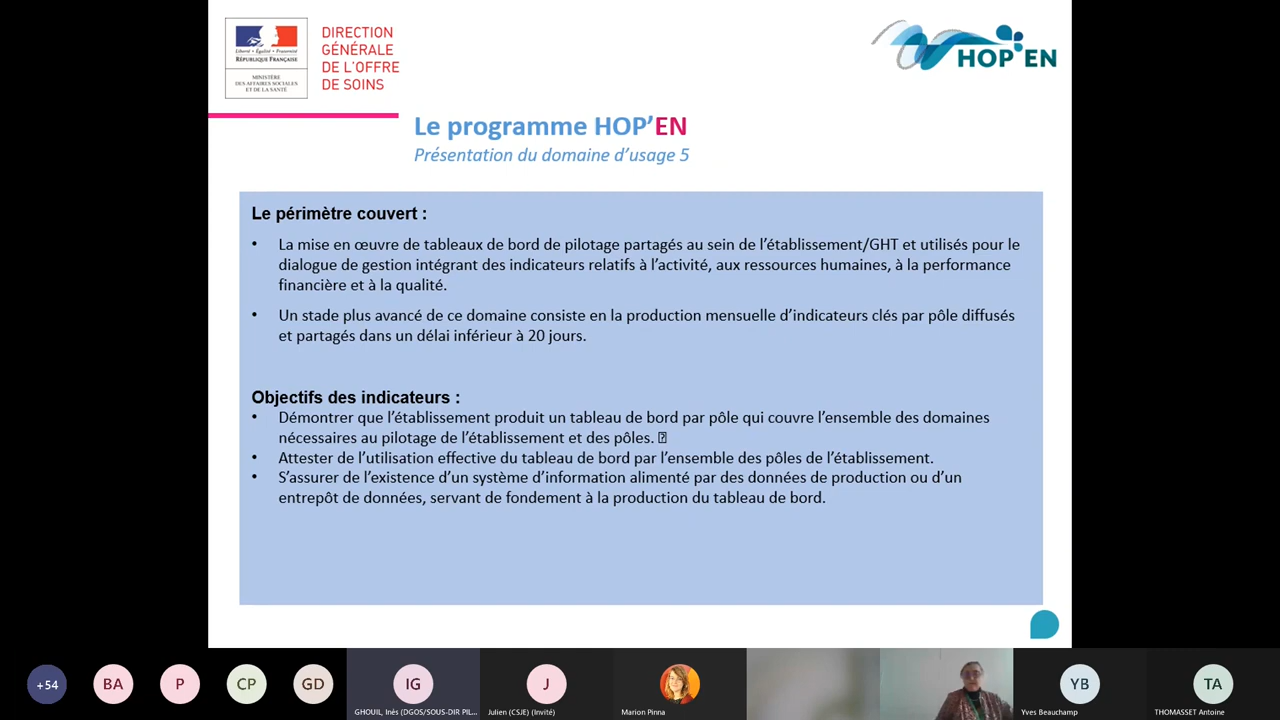 Liberté • Égalité • Fraternité
RÉPUBLIQUE FRANÇAISE
MINISTÈRE
DES AFFAIRES SOCIALES
ET DE LA SANTÉ
DIRECTION
GÉNÉRALE
DE L'OFFRE
DE SOINS
HOP'EN
Le programme HOP’EN
Présentation du domaine d’usage 5
Le périmètre couvert :
• La mise en œuvre de tableaux de bord de pilotage partagés au sein de l’établissement/GHT et utilisés pour le
dialogue de gestion intégrant des indicateurs relatifs à l’activité, aux ressources humaines, à la performance
financière et à la qualité.
• Un stade plus avancé de ce domaine consiste en la production mensuelle d’indicateurs clés par pôle diffusés
et partagés dans un délai inférieur à 20 jours.
Objectifs des indicateurs :
• Démontrer que l’établissement produit un tableau de bord par pôle qui couvre l’ensemble des domaines
nécessaires au pilotage de l’établissement et des pôles.
• Attester de l’utilisation effective du tableau de bord par l’ensemble des pôles de l’établissement.
• S’assurer de l’existence d’un système d’information alimenté par des données de production ou d’un
entrepôt de données, servant de fondement à la production du tableau de bord.
+54
BA
P
CP
GD
IG
J
YB
TA
GHOUIL, Inès (DGOS/SOUS-DIR PIL...
Julien (CSJE) (Invité)
Marion Pinna
Yves Beauchamp
THOMASSET Antoine